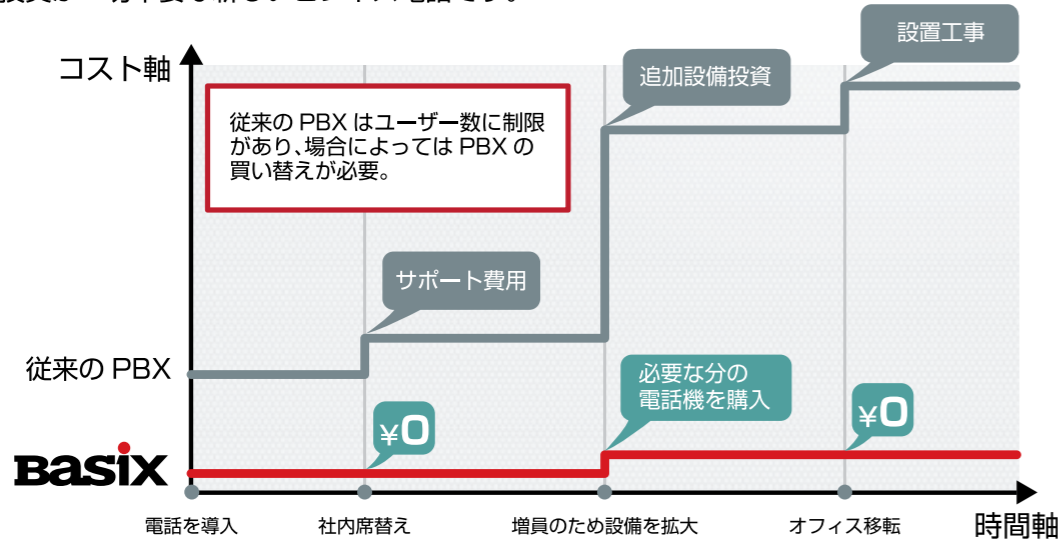 コスト軸
設置工事
追加設備投資
従来の PBX はユーザー数に制限
があり、場合によっては PBX の
買い替えが必要。
サポート費用
従来の PBX
必要な分の
電話機を購入
¥0
¥0
BasiX
電話を導入
社内席替え
増員のため設備を拡大
オフィス移転
時間軸